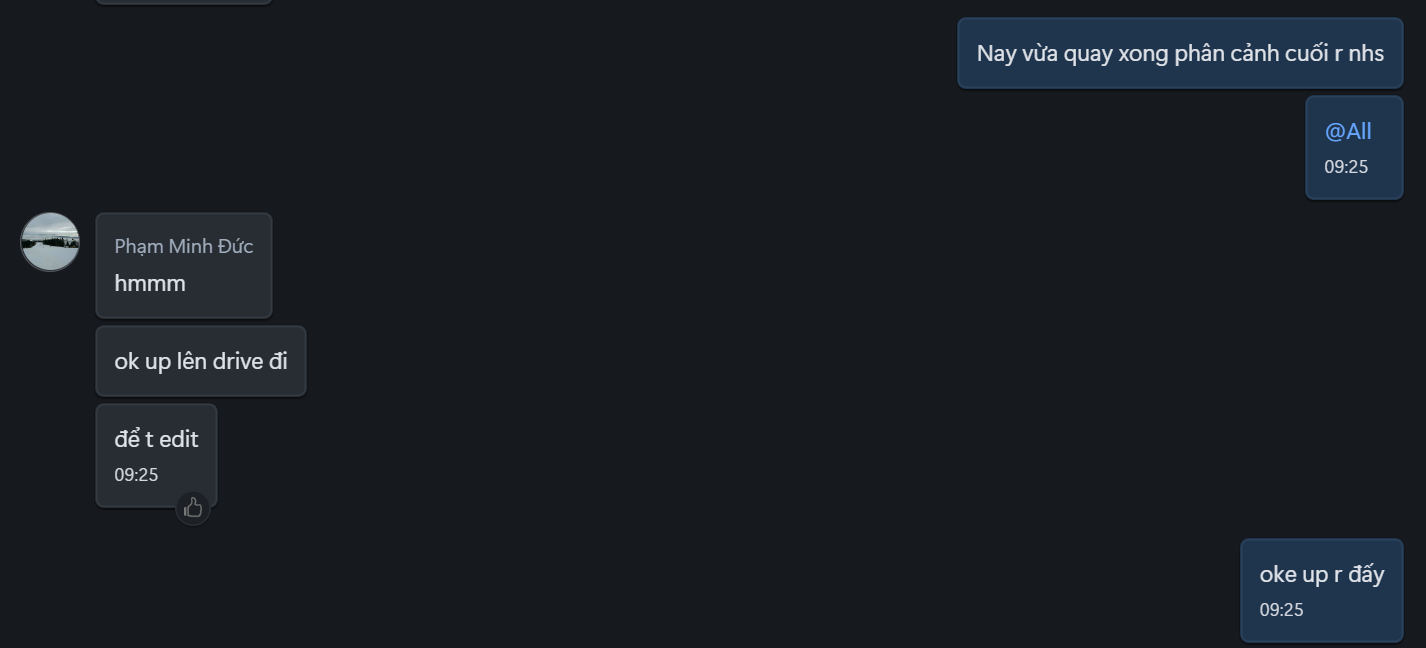 Nay vừa quay xong phân cảnh cuối r nhs
@All
09:25
Phạm Minh Đức
hmmm
ok up lên drive đi
để t edit
09:25
oke up r đấy
09:25